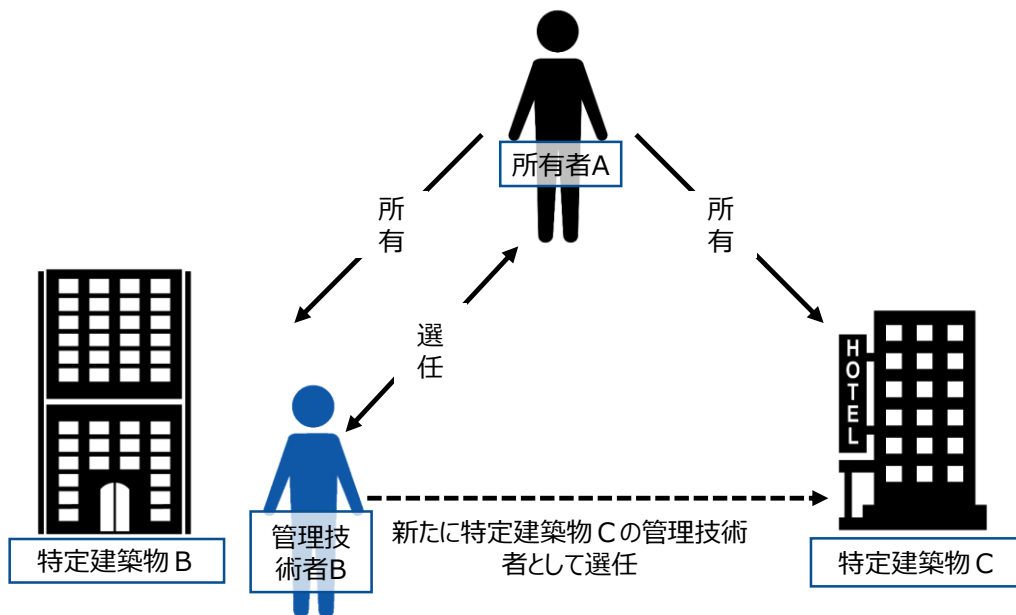 所有者A
所有
所有
選任
HOTEL
特定建築物B
管理技
術者B
新たに特定建築物Cの管理技術
者として選任
特定建築物C